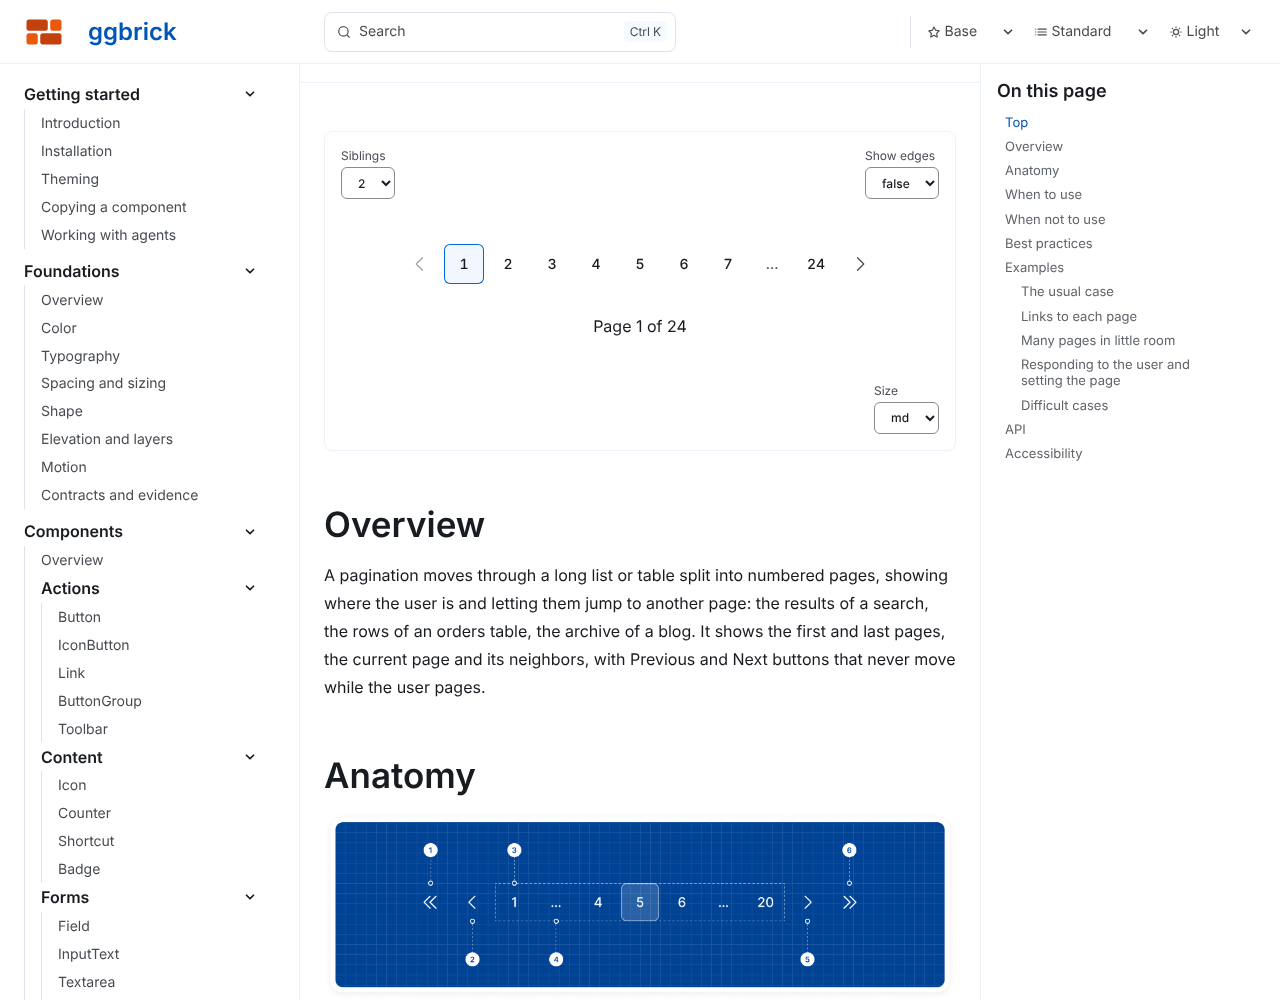 ggbrick
Search
Ctrl K
Base
Standard
Light
Getting started
Introduction
Installation
Theming
Copying a component
Working with agents
Foundations
Overview
Color
Typography
Spacing and sizing
Shape
Elevation and layers
Motion
Contracts and evidence
Components
Overview
Actions
Button
IconButton
Link
ButtonGroup
Toolbar
Content
Icon
Counter
Shortcut
Badge
Forms
Field
InputText
Textarea
Siblings
2
Show edges
false
1 2 3 4 5 6 7 ... 24
Page 1 of 24
Size
md
Overview
A pagination moves through a long list or table split into numbered pages, showing
where the user is and letting them jump to another page: the results of a search,
the rows of an orders table, the archive of a blog. It shows the first and last pages,
the current page and its neighbors, with Previous and Next buttons that never move
while the user pages.
Anatomy
1 3 6
1 ... 4 5 6 ... 20
2 4 5
On this page
Top
Overview
Anatomy
When to use
When not to use
Best practices
Examples
The usual case
Links to each page
Many pages in little room
Responding to the user and
setting the page
Difficult cases
API
Accessibility